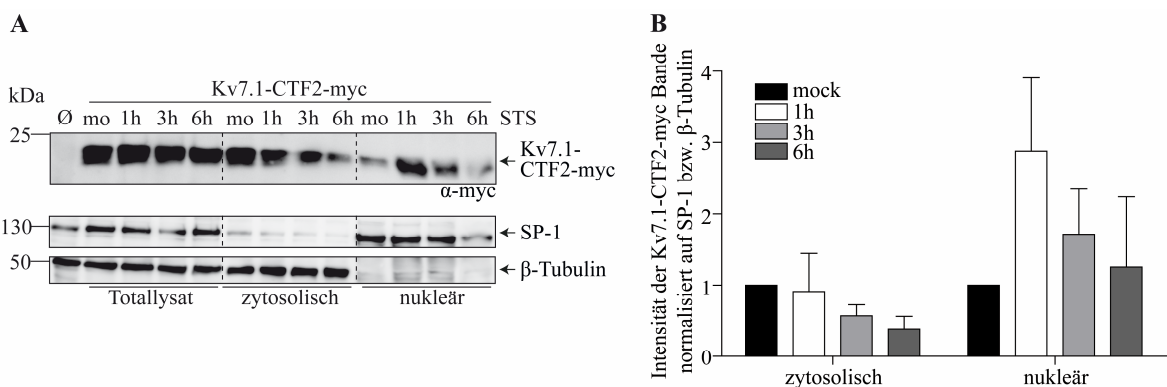 A
Kv7.1-CTF2-myc
kDa
Ø mo 1h 3h 6h mo 1h 3h 6h mo 1h 3h 6h STS
25
Kv7.1-
CTF2-myc
α-myc
130
SP-1
50
β-Tubulin
Totallysat zytosolisch nukleär
B
Intensität der Kv7.1-CTF2-myc Bande
normalisiert auf SP-1 bzw. β-Tubulin
4
3
2
1
0
mock
1h
3h
6h
zytosolisch nukleär